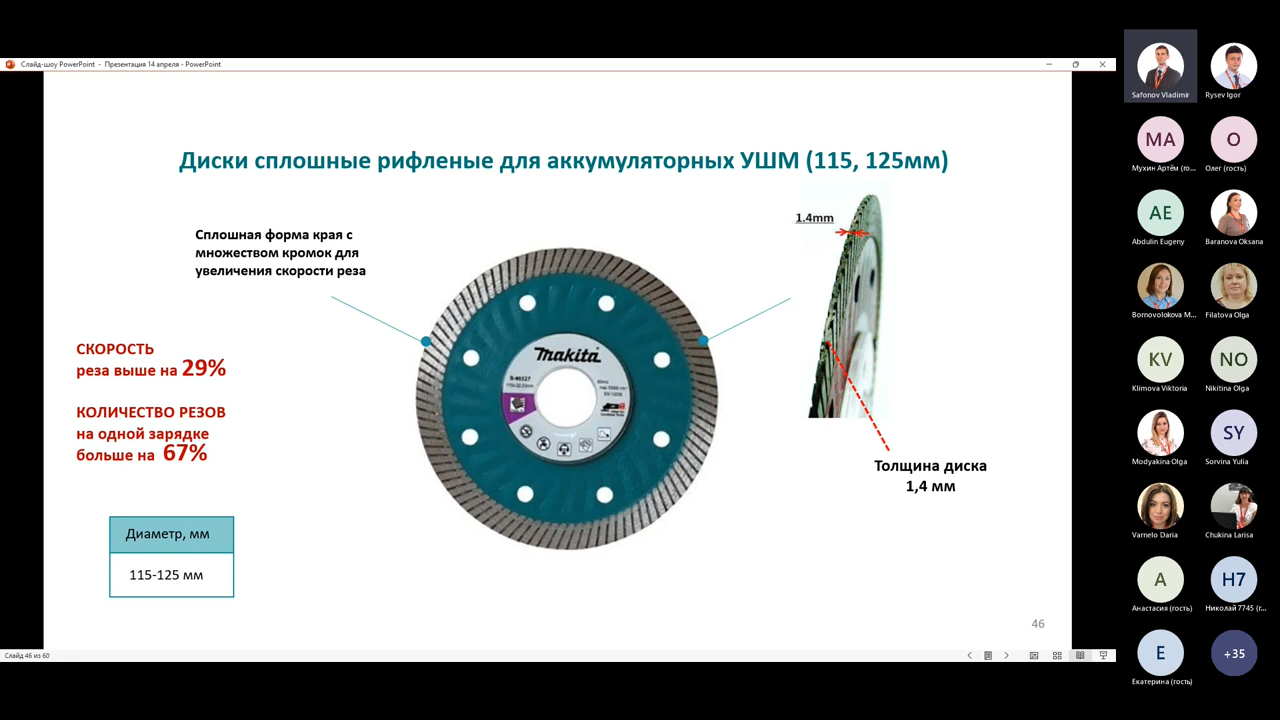 Слайд-шоу PowerPoint - Презентация 14 апреля - PowerPoint
Диски сплошные рифленые для аккумуляторных УШМ (115, 125мм)
Сплошная форма края с
множеством кромок для
увеличения скорости реза
1.4mm
СКОРОСТЬ
реза выше на 29%
КОЛИЧЕСТВО РЕЗОВ
на одной зарядке
больше на 67%
makita
Толщина диска
1,4 мм
Диаметр, мм
115-125 мм
46
Слайд 46 из 60
Safonov Vladimir
Rysev Igor
MA
Мухин Артём (го...
О
Олег (гость)
AE
Abdulin Eugeny
Baranova Oksana
Bornovolokova M...
Filatova Olga
KV
Klimova Viktoria
NO
Nikitina Olga
Modyakina Olga
SY
Sorvina Yulia
Varnelo Daria
Chukina Larisa
А
Анастасия (гость)
Н7
Николай 7745 (г...
Е
Екатерина (гость)
+35